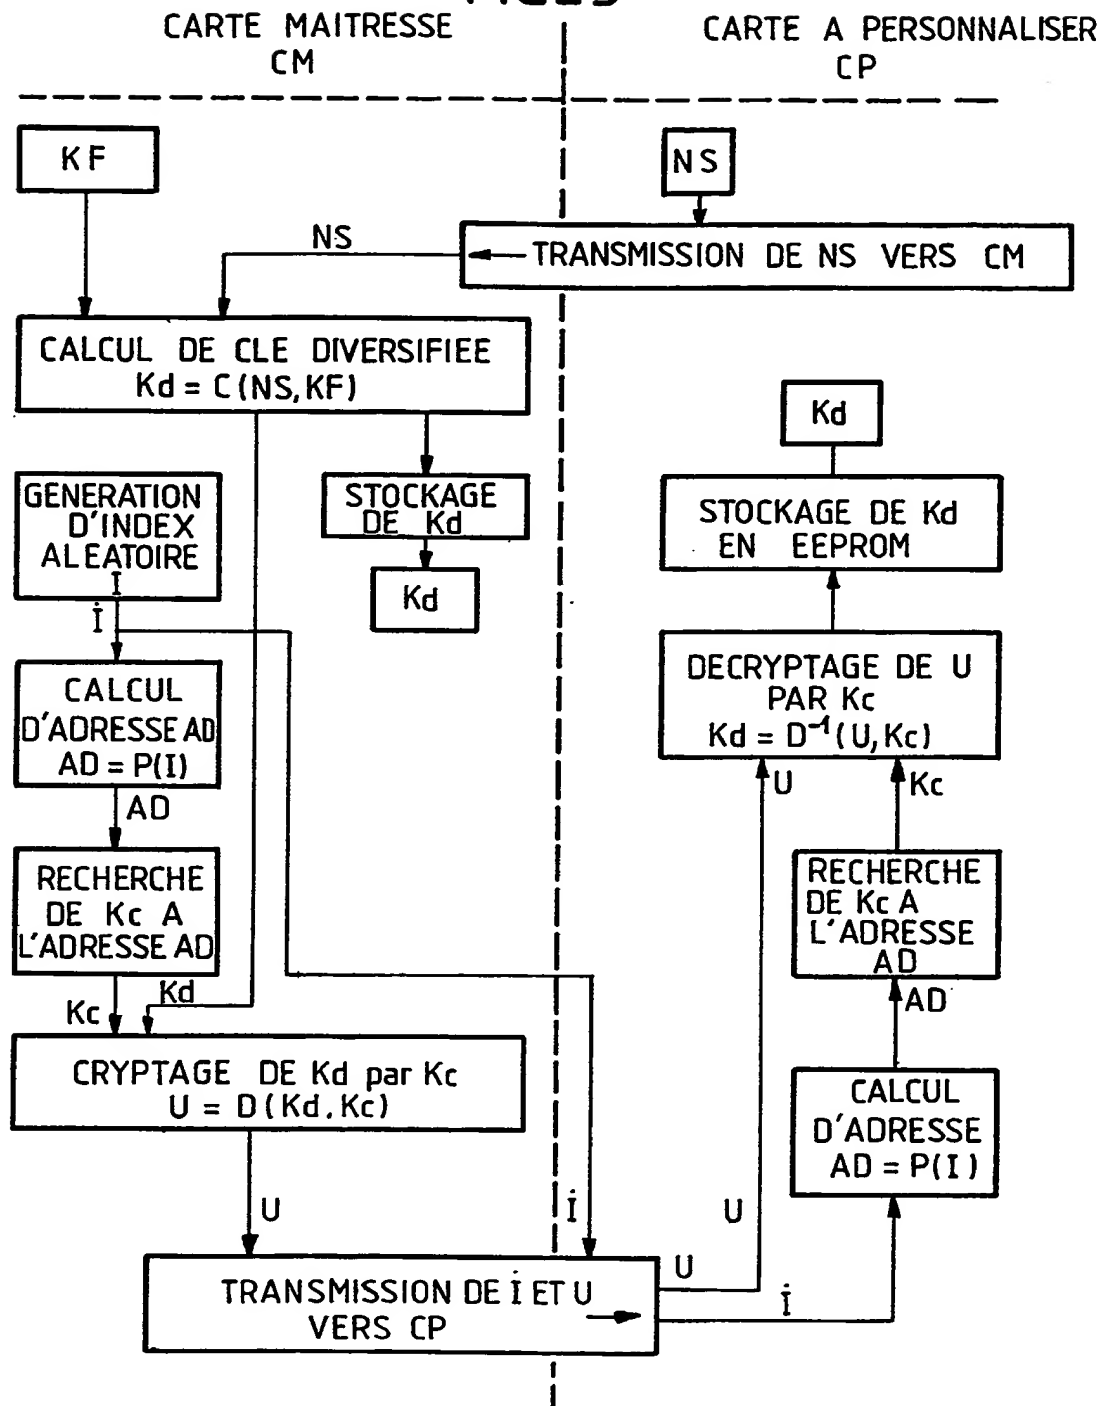 CARTE MAITRESSE
CM
CARTE A PERSONNALISER
CP
KF
NS
NS
TRANSMISSION DE NS VERS CM
CALCUL DE CLE DIVERSIFIEE
Kd = C(NS,KF)
Kd
GENERATION
D'INDEX
ALEATOIRE
I
STOCKAGE
DE Kd
STOCKAGE DE Kd
EN EEPROM
Kd
i
CALCUL
D'ADRESSE AD
AD = P(I)
DECRYPTAGE DE U
PAR Kc
Kd = D⁻¹(U,Kc)
U
Kc
AD
RECHERCHE
DE Kc A
L'ADRESSE AD
RECHERCHE
DE Kc A
L'ADRESSE
AD
Kc
Kd
AD
CRYPTAGE DE Kd par Kc
U = D(Kd.Kc)
CALCUL
D'ADRESSE
AD = P(I)
U
İ
U
U
İ
TRANSMISSION DE İ ET U
VERS CP